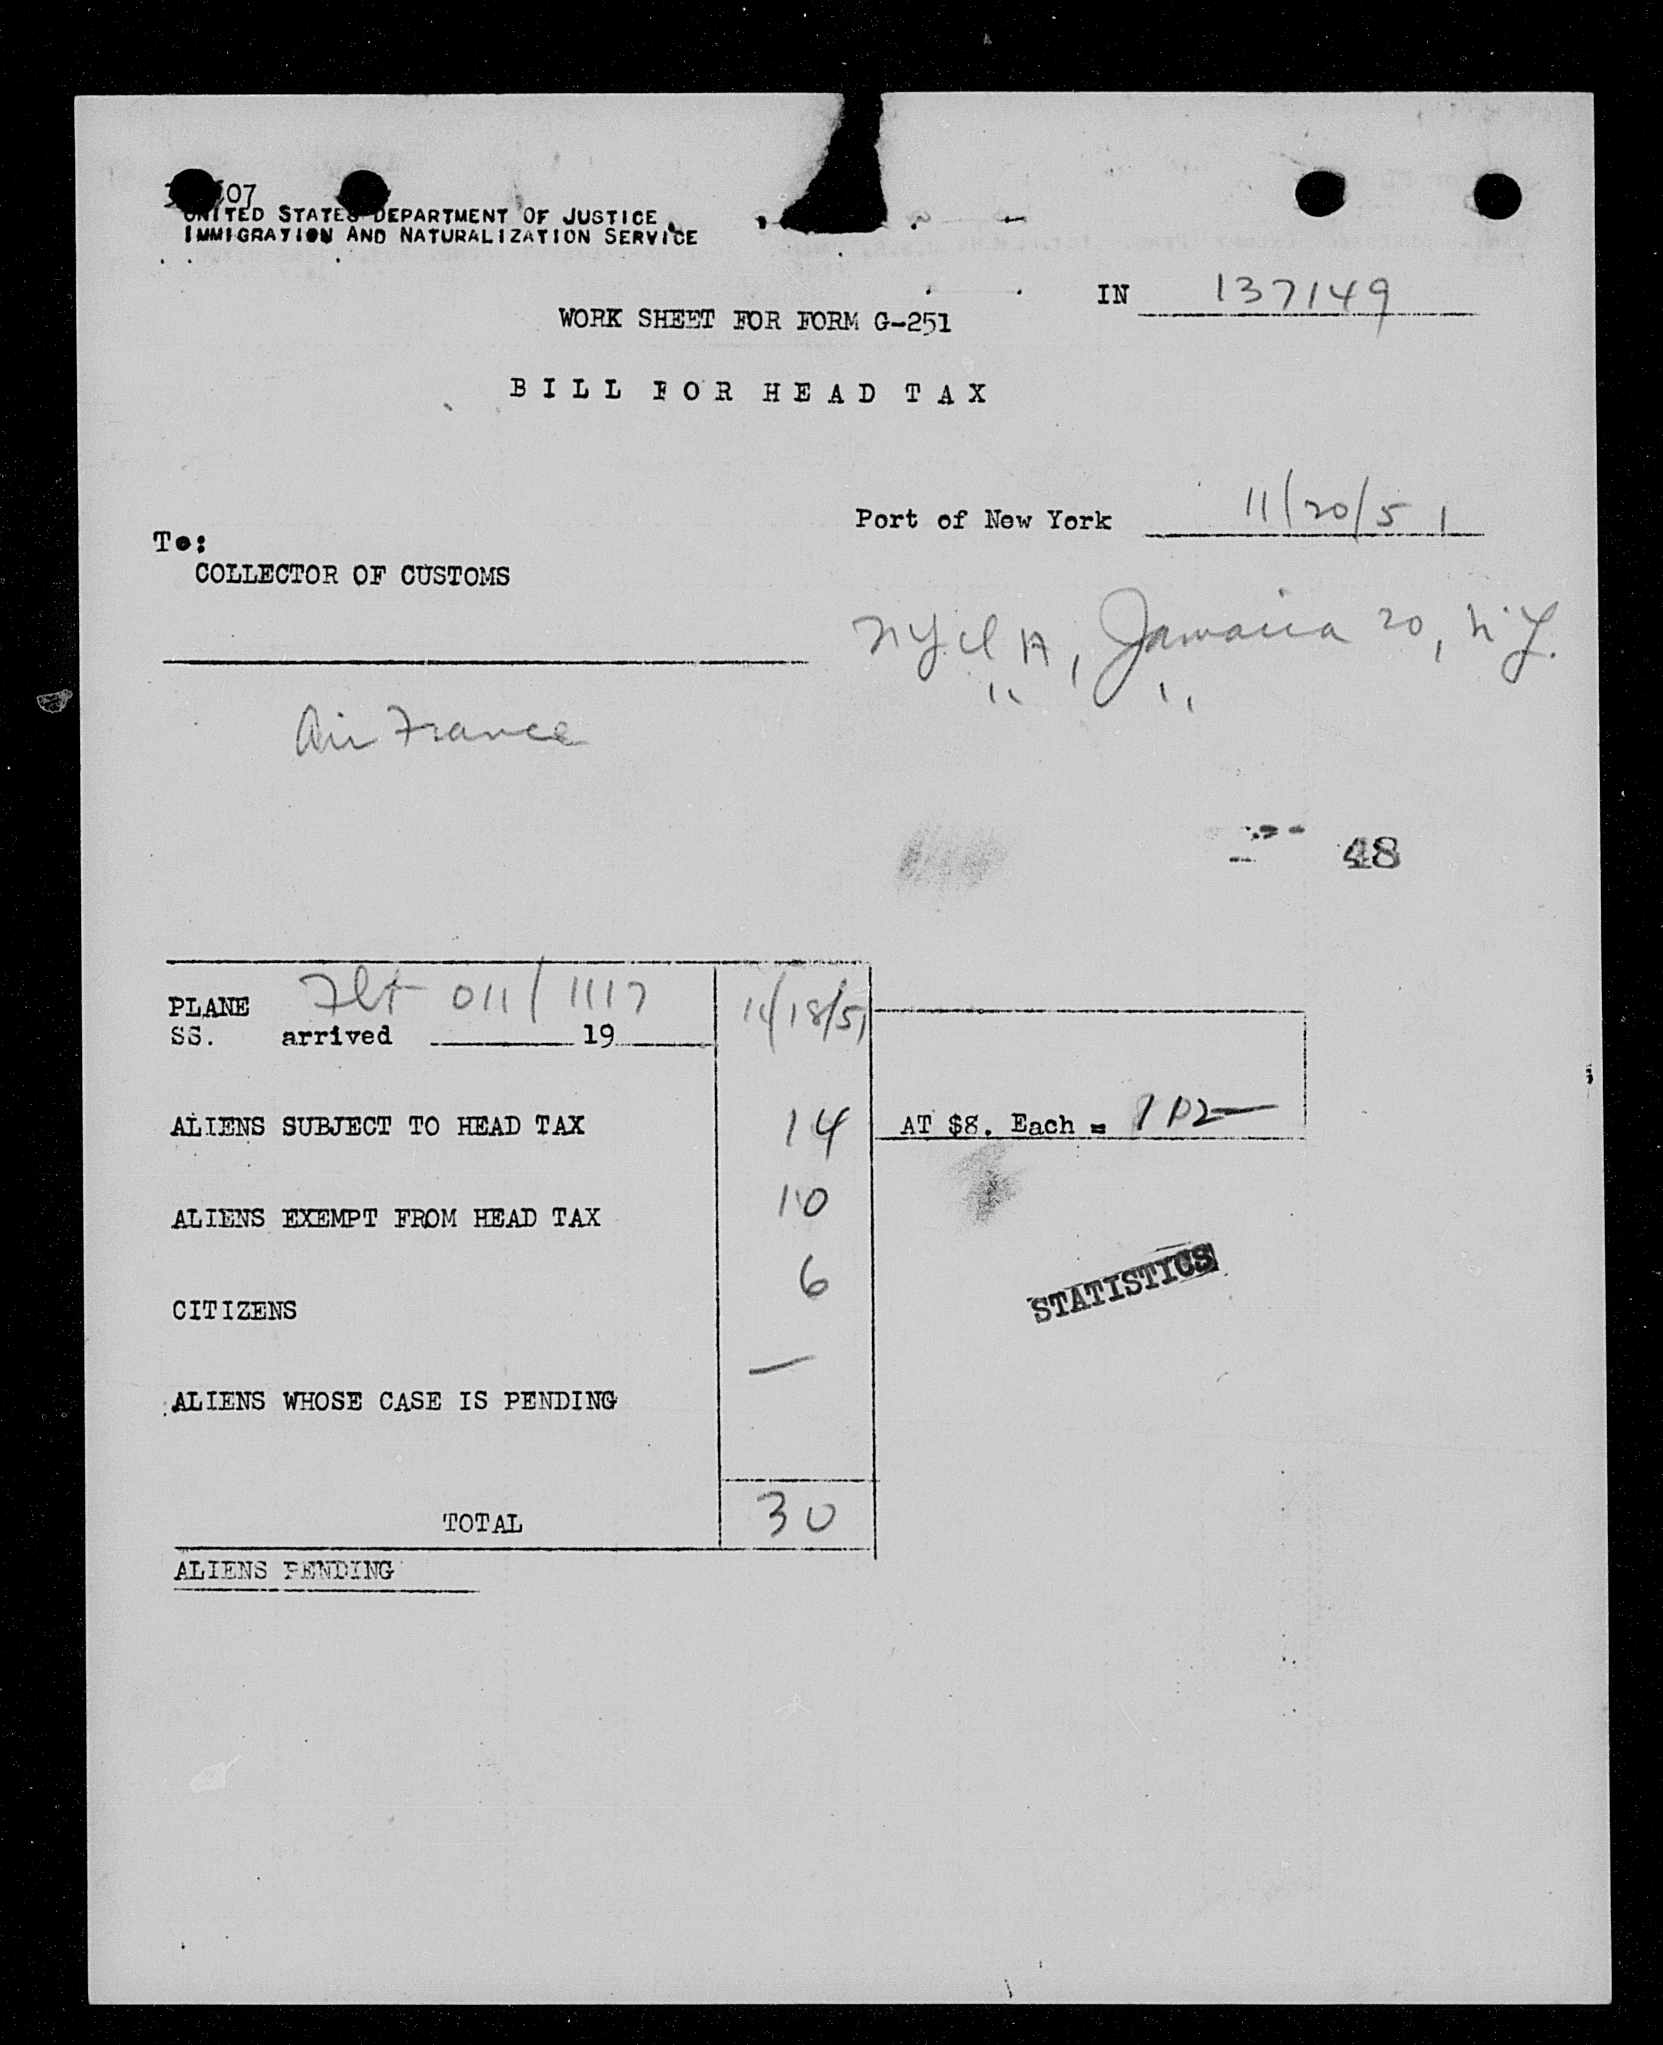 07
UNITED STATES DEPARTMENT OF JUSTICE
IMMIGRATION AND NATURALIZATION SERVICE
IN 137149
WORK SHEET FOR FORM G-251
BILL FOR HEAD TAX
Port of New York 11/20/51
To:
COLLECTOR OF CUSTOMS
Jamaica 20, N.Y.
" "
Air France
48
PLANE Flt 011/1117 11/18/51
SS. arrived 19
ALIENS SUBJECT TO HEAD TAX 14 AT $8. Each = 112—
ALIENS EXEMPT FROM HEAD TAX 10
CITIZENS 6
STATISTICS
ALIENS WHOSE CASE IS PENDING —
TOTAL 30
ALIENS PENDING